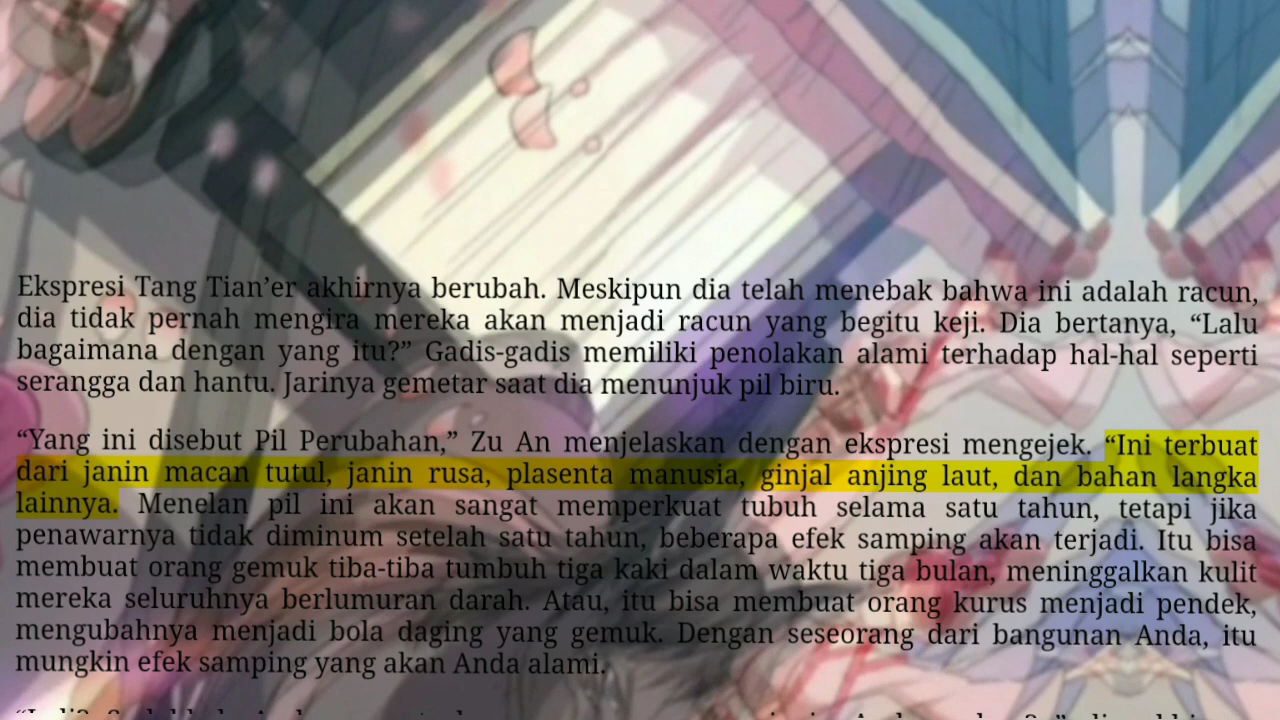 Ekspresi Tang Tian’er akhirnya berubah. Meskipun dia telah menebak bahwa ini adalah racun,
dia tidak pernah mengira mereka akan menjadi racun yang begitu keji. Dia bertanya, “Lalu
bagaimana dengan yang itu?” Gadis-gadis memiliki penolakan alami terhadap hal-hal seperti
serangga dan hantu. Jarinya gemetar saat dia menunjuk pil biru.
“Yang ini disebut Pil Perubahan,” Zu An menjelaskan dengan ekspresi mengejek. “Ini terbuat
dari janin macan tutul, janin rusa, plasenta manusia, ginjal anjing laut, dan bahan langka
lainnya. Menelan pil ini akan sangat memperkuat tubuh selama satu tahun, tetapi jika
penawarnya tidak diminum setelah satu tahun, beberapa efek samping akan terjadi. Itu bisa
membuat orang gemuk tiba-tiba tumbuh tiga kaki dalam waktu tiga bulan, meninggalkan kulit
mereka seluruhnya berlumuran darah. Atau, itu bisa membuat orang kurus menjadi pendek,
mengubahnya menjadi bola daging yang gemuk. Dengan seseorang dari bangunan Anda, itu
mungkin efek samping yang akan Anda alami.